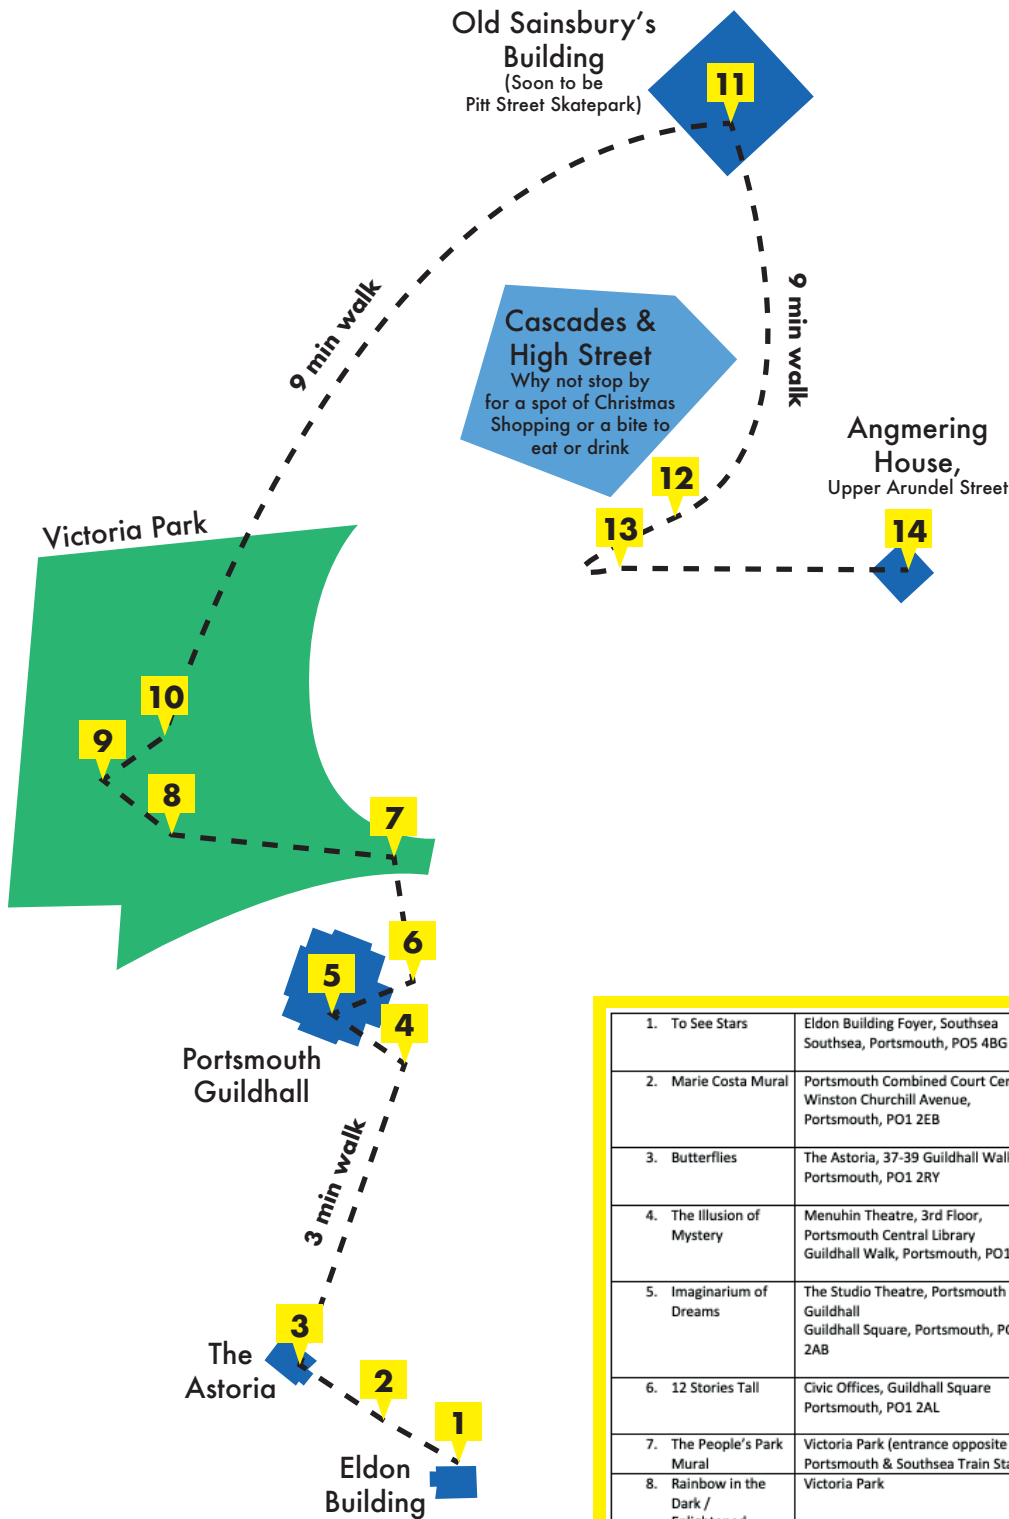 Old Sainsbury's
Building
(Soon to be
Pitt Street Skatepark)
11
9 min walk
9 min walk
Cascades &
High Street
Why not stop by
for a spot of Christmas
Shopping or a bite to
eat or drink
Angmering
House,
Upper Arundel Street
12
13
14
Victoria Park
10
9
8
7
6
5
4
Portsmouth
Guildhall
3 min walk
3
The
Astoria
2
1
Eldon
Building
1. To See Stars
Eldon Building Foyer, Southsea
Southsea, Portsmouth, PO5 4BG
2. Marie Costa Mural
Portsmouth Combined Court
Winston Churchill Avenue,
Portsmouth, PO1 2EB
3. Butterflies
The Astoria, 37-39 Guildhall
Portsmouth, PO1 2RY
4. The Illusion of
Mystery
Menuhin Theatre, 3rd Floor,
Portsmouth Central Library
Guildhall Walk, Portsmouth, PO1
5. Imaginarium of
Dreams
The Studio Theatre, Portsmouth
Guildhall
Guildhall Square, Portsmouth,
2AB
6. 12 Stories Tall
Civic Offices, Guildhall Square
Portsmouth, PO1 2AL
7. The People's Park
Mural
Victoria Park (entrance opposite
Portsmouth & Southsea Train
8. Rainbow in the
Dark /
Victoria Park